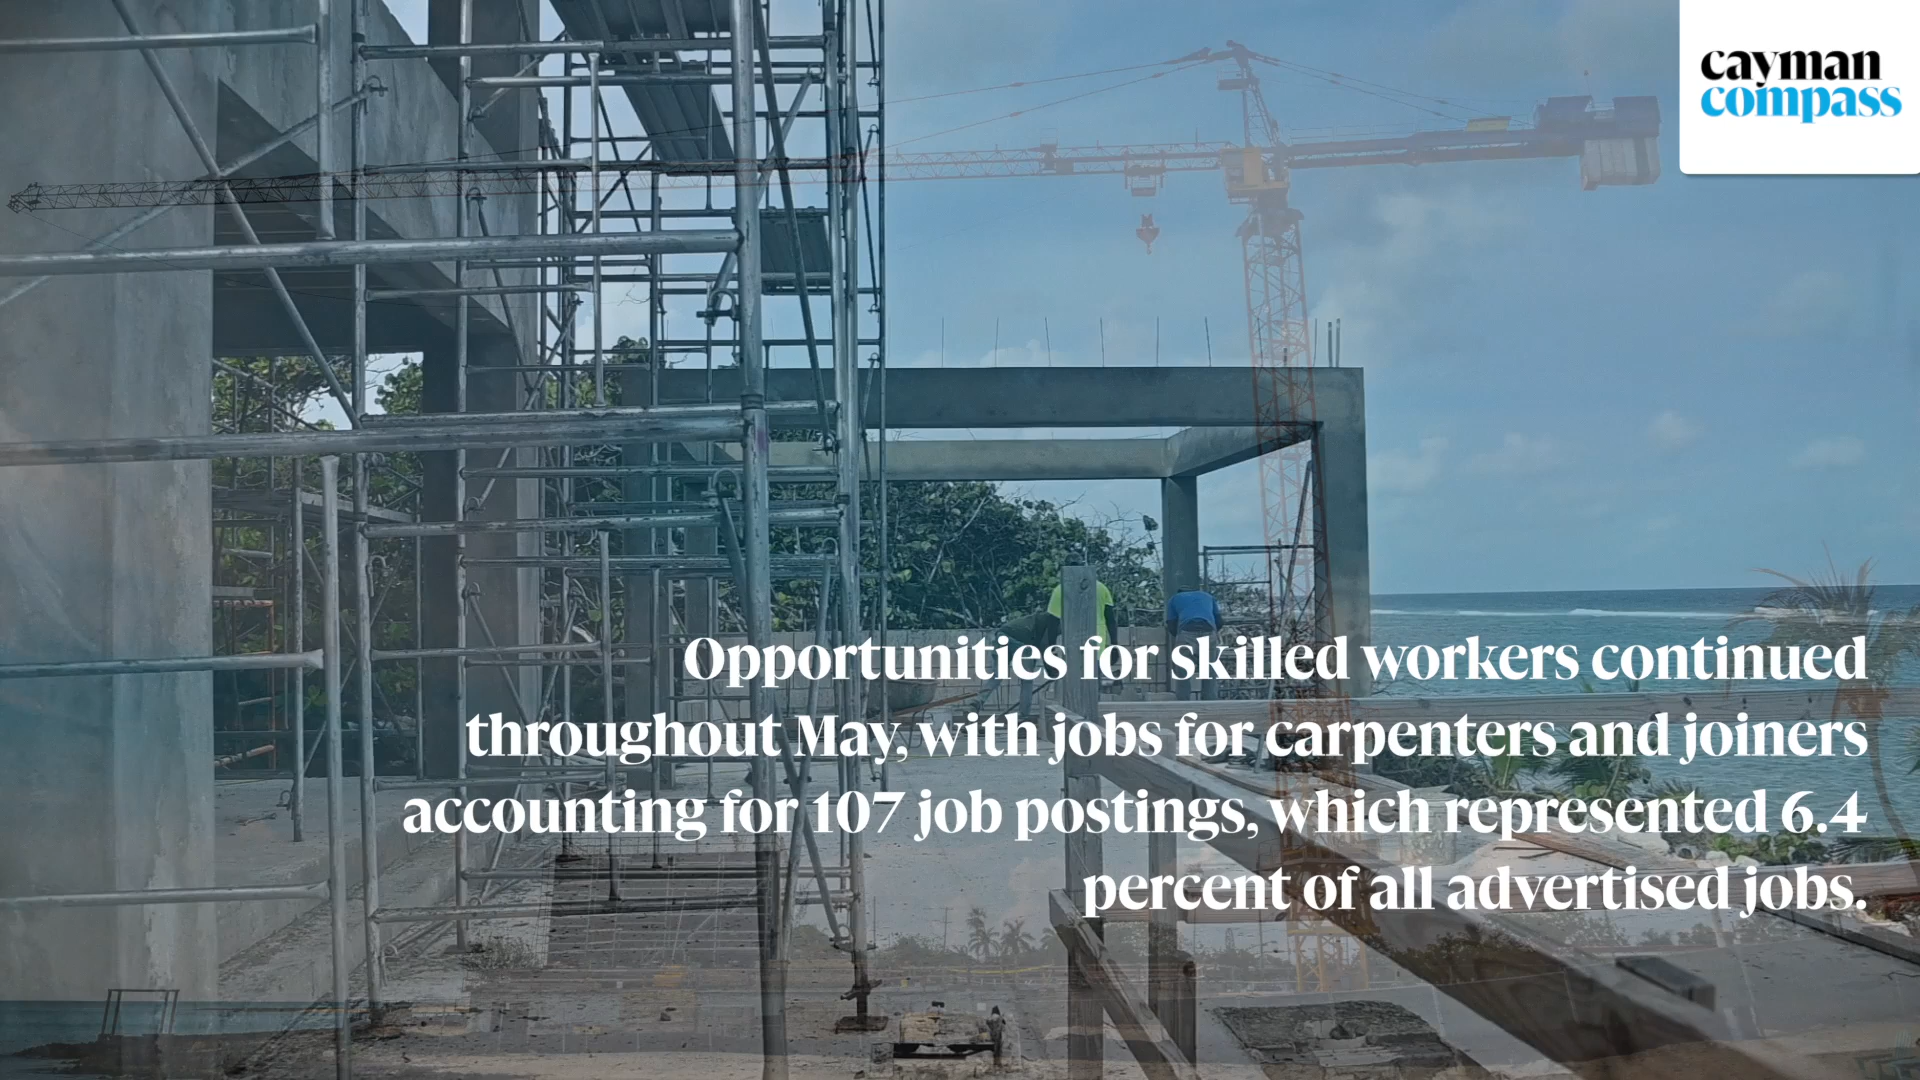 cayman
compass
Opportunities for skilled workers continued
throughout May, with jobs for carpenters and joiners
accounting for 107 job postings, which represented 6.4
percent of all advertised jobs.